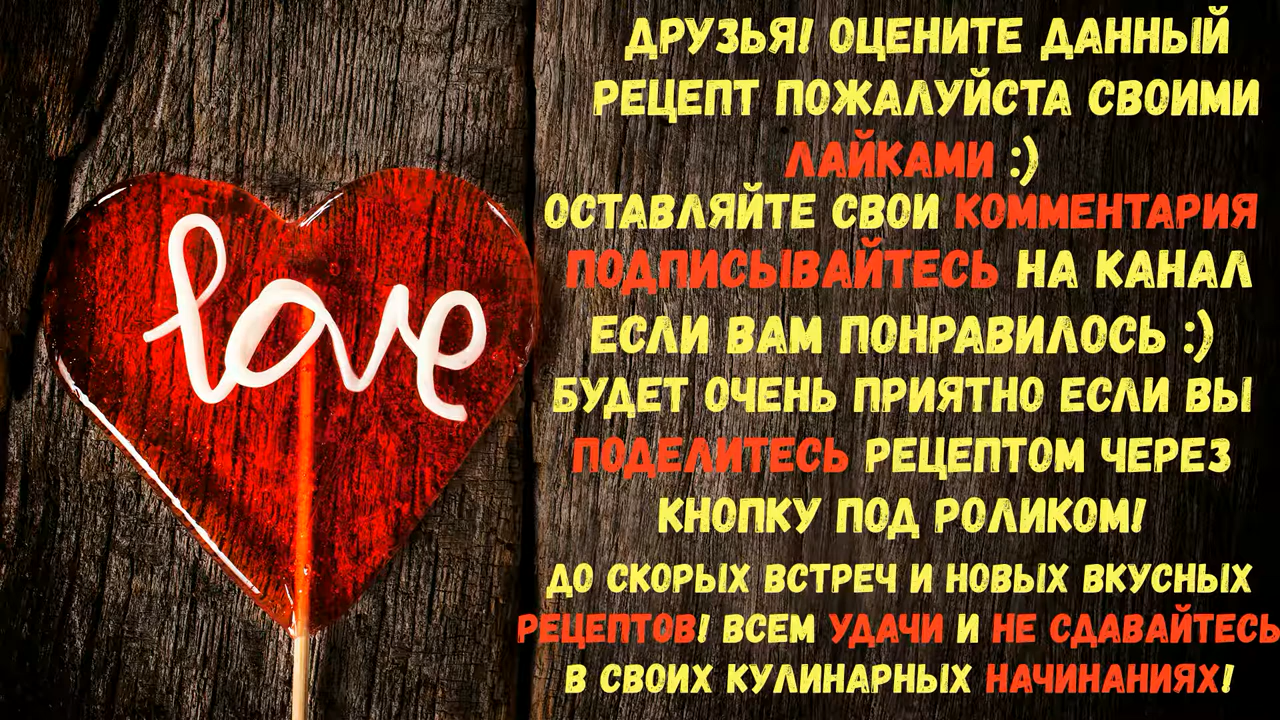 love
ДРУЗЬЯ! ОЦЕНИТЕ ДАННЫЙ
РЕЦЕПТ ПОЖАЛУЙСТА СВОИМИ
ЛАЙКАМИ :)
ОСТАВЛЯЙТЕ СВОИ КОММЕНТАРИЯ
ПОДПИСЫВАЙТЕСЬ НА КАНАЛ
ЕСЛИ ВАМ ПОНРАВИЛОСЬ :)
БУДЕТ ОЧЕНЬ ПРИЯТНО ЕСЛИ ВЫ
ПОДЕЛИТЕСЬ РЕЦЕПТОМ ЧЕРЕЗ
КНОПКУ ПОД РОЛИКОМ!
ДО СКОРЫХ ВСТРЕЧ И НОВЫХ ВКУСНЫХ
РЕЦЕПТОВ! ВСЕМ УДАЧИ И НЕ СДАВАЙТЕСЬ
В СВОИХ КУЛИНАРНЫХ НАЧИНАНИЯХ!